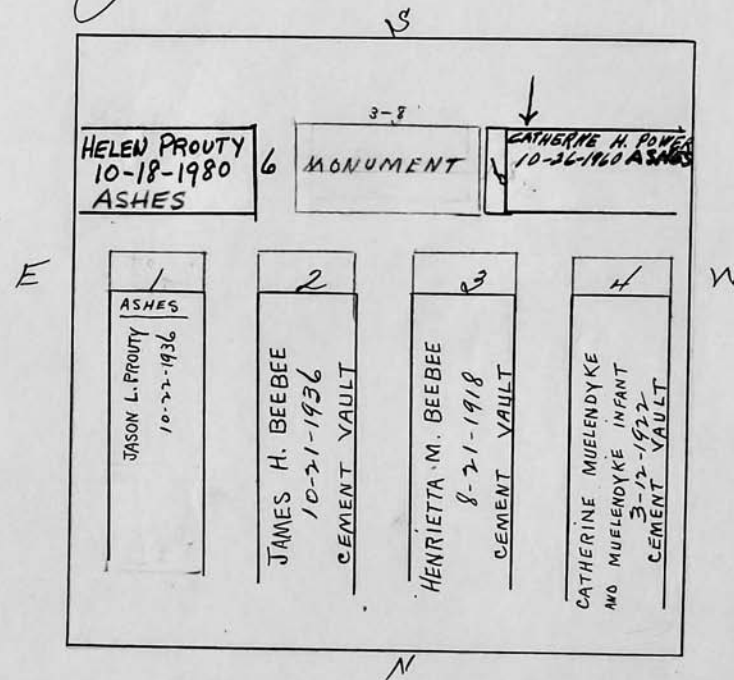 S
HELEN PROUTY
10-18-1980
ASHES
6
3-8
MONUMENT
CATHERNE H. POWER
10-26-1960 ASHES
E
W
1
ASHES
JASON L. PROUTY
10-22-1936
2
JAMES H. BEEBEE
10-21-1936
CEMENT VAULT
3
HENRIETTA M. BEEBEE
8-21-1918
CEMENT VAULT
4
CATHERINE MUELENDYKE
AND MUELENDYKE INFANT
3-12-1922
CEMENT VAULT
N